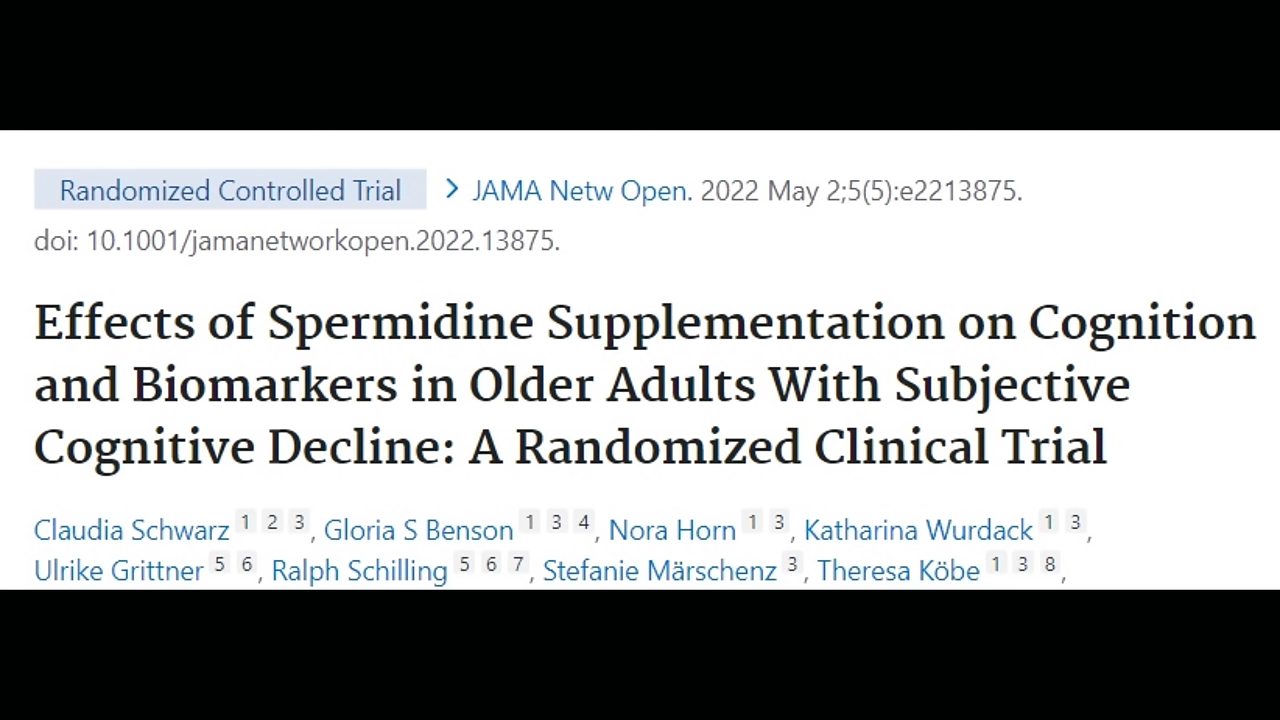 Randomized Controlled Trial > JAMA Netw Open. 2022 May 2;5(5):e2213875.
doi: 10.1001/jamanetworkopen.2022.13875.
Effects of Spermidine Supplementation on Cognition
and Biomarkers in Older Adults With Subjective
Cognitive Decline: A Randomized Clinical Trial
Claudia Schwarz 1 2 3, Gloria S Benson 1 3 4, Nora Horn 1 3, Katharina Wurdack 1 3,
Ulrike Grittner 5 6, Ralph Schilling 5 6 7, Stefanie Märschenz 3, Theresa Köbe 1 3 8,